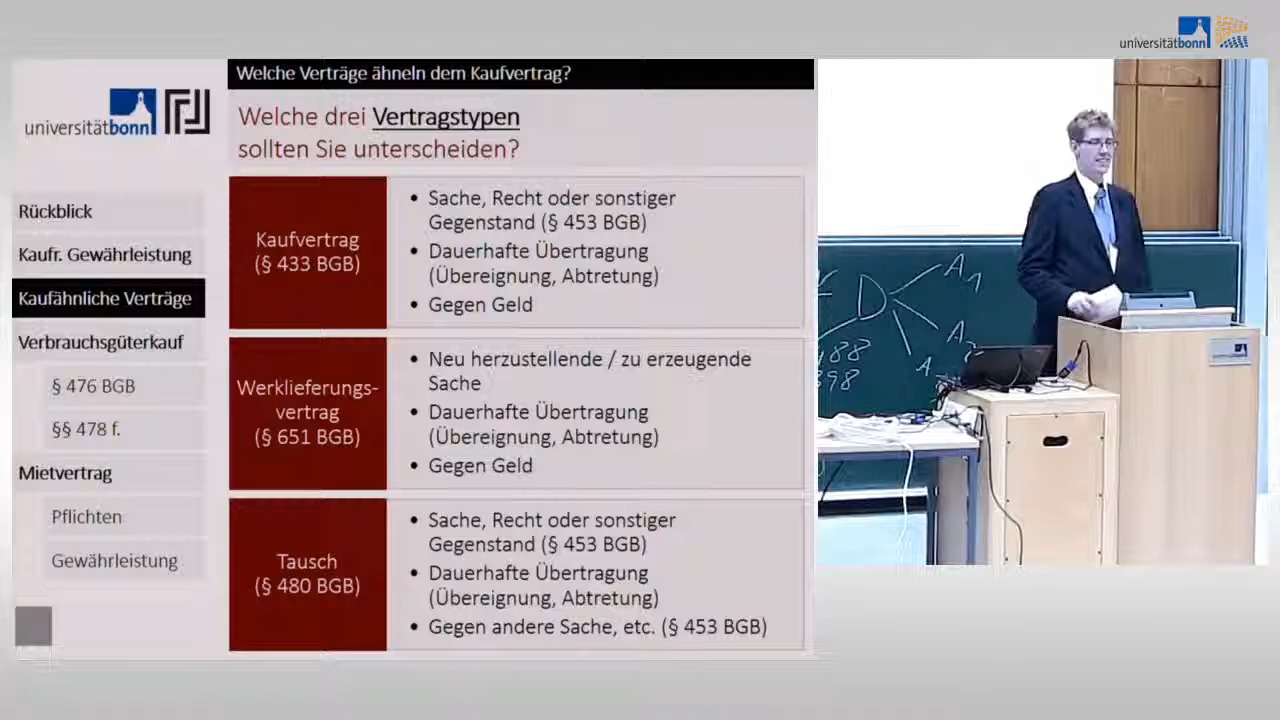 universitätbonn
Welche Verträge ähneln dem Kaufvertrag?
universitätbonn
Welche drei Vertragstypen
sollten Sie unterscheiden?
Rückblick
Kaufr. Gewährleistung
Kaufähnliche Verträge
Verbrauchsgüterkauf
§ 476 BGB
§§ 478 f.
Mietvertrag
Pflichten
Gewährleistung
Kaufvertrag
(§ 433 BGB)
• Sache, Recht oder sonstiger
Gegenstand (§ 453 BGB)
• Dauerhafte Übertragung
(Übereignung, Abtretung)
• Gegen Geld
Werklieferungs-
vertrag
(§ 651 BGB)
• Neu herzustellende / zu erzeugende
Sache
• Dauerhafte Übertragung
(Übereignung, Abtretung)
• Gegen Geld
Tausch
(§ 480 BGB)
• Sache, Recht oder sonstiger
Gegenstand (§ 453 BGB)
• Dauerhafte Übertragung
(Übereignung, Abtretung)
• Gegen andere Sache, etc. (§ 453 BGB)
D
A1
A2
A